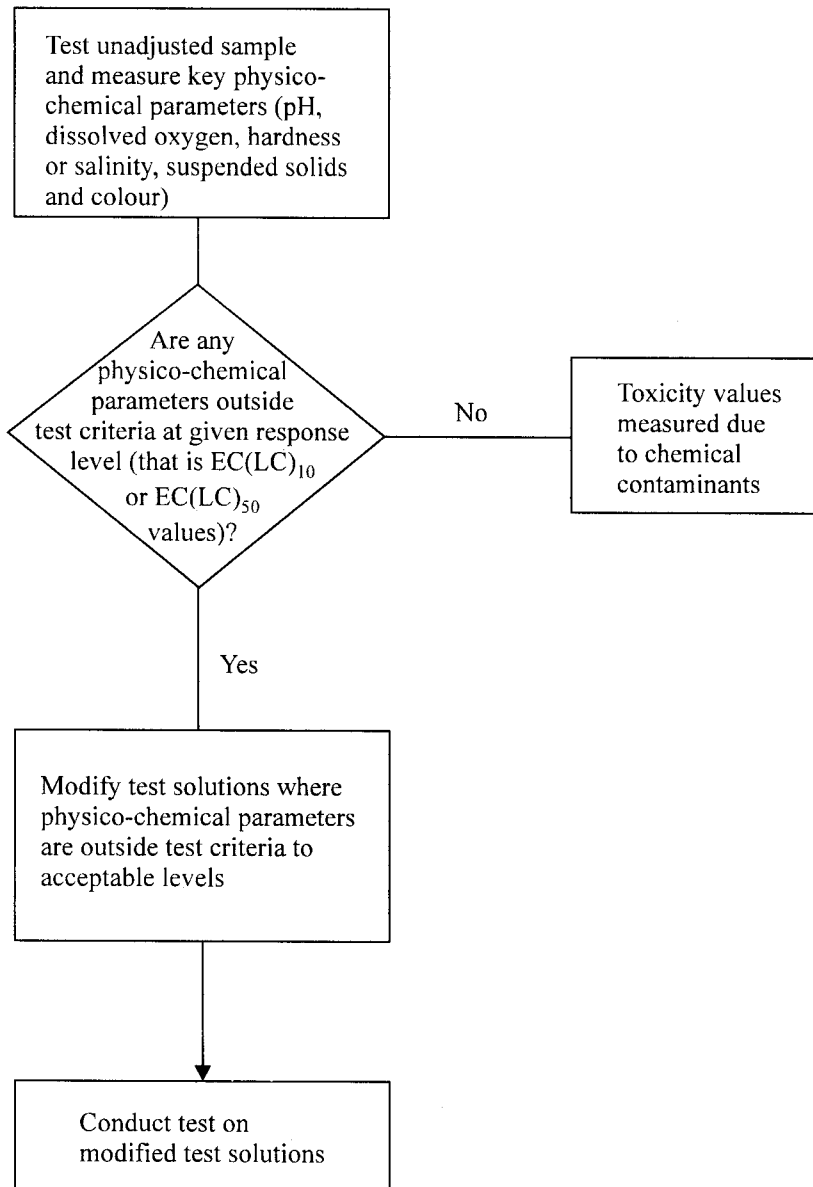 Test unadjusted sample
and measure key physico-
chemical parameters (pH,
dissolved oxygen, hardness
or salinity, suspended solids
and colour)
Are any
physico-chemical
parameters outside
test criteria at given response
level (that is EC(LC)₁₀
or EC(LC)₅₀
values)?
No
Toxicity values
measured due
to chemical
contaminants
Yes
Modify test solutions where
physico-chemical parameters
are outside test criteria to
acceptable levels
Conduct test on
modified test solutions